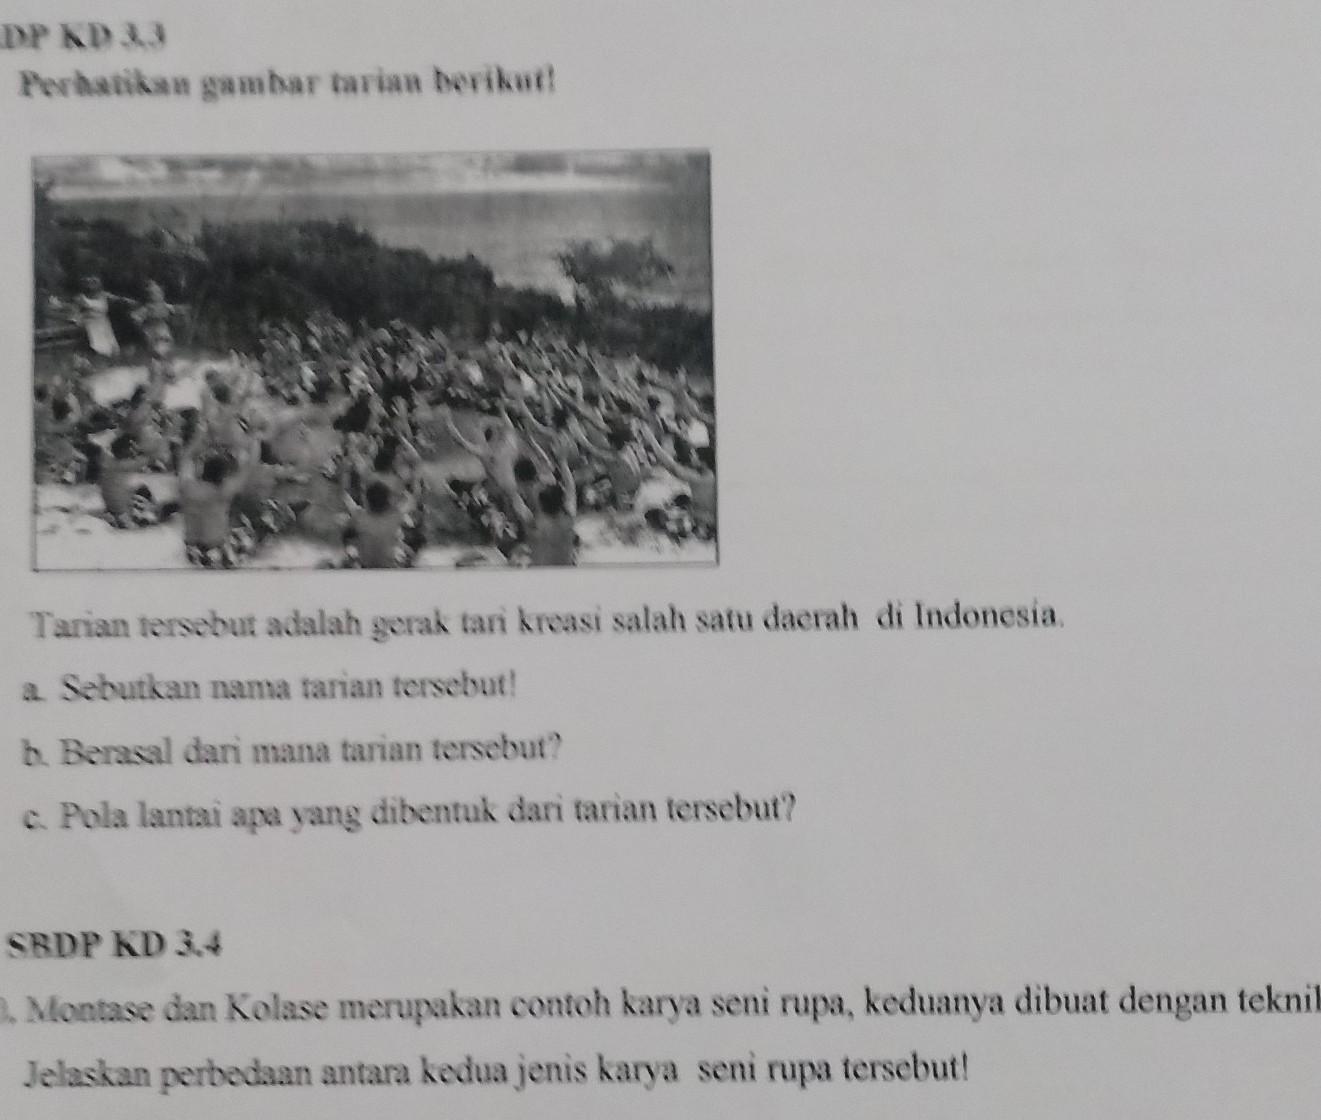 DP KD 3.3
Perhatikan gambar tarian berikut!
Tarian tersebut adalah gerak tari kreasi salah satu daerah di Indonesia.
a. Sebutkan nama tarian tersebut!
b. Berasal dari mana tarian tersebut?
c. Pola lantai apa yang dibentuk dari tarian tersebut?
SBDP KD 3.4
. Montase dan Kolase merupakan contoh karya seni rupa, keduanya dibuat dengan
Jelaskan perbedaan antara kedua jenis karya seni rupa tersebut!